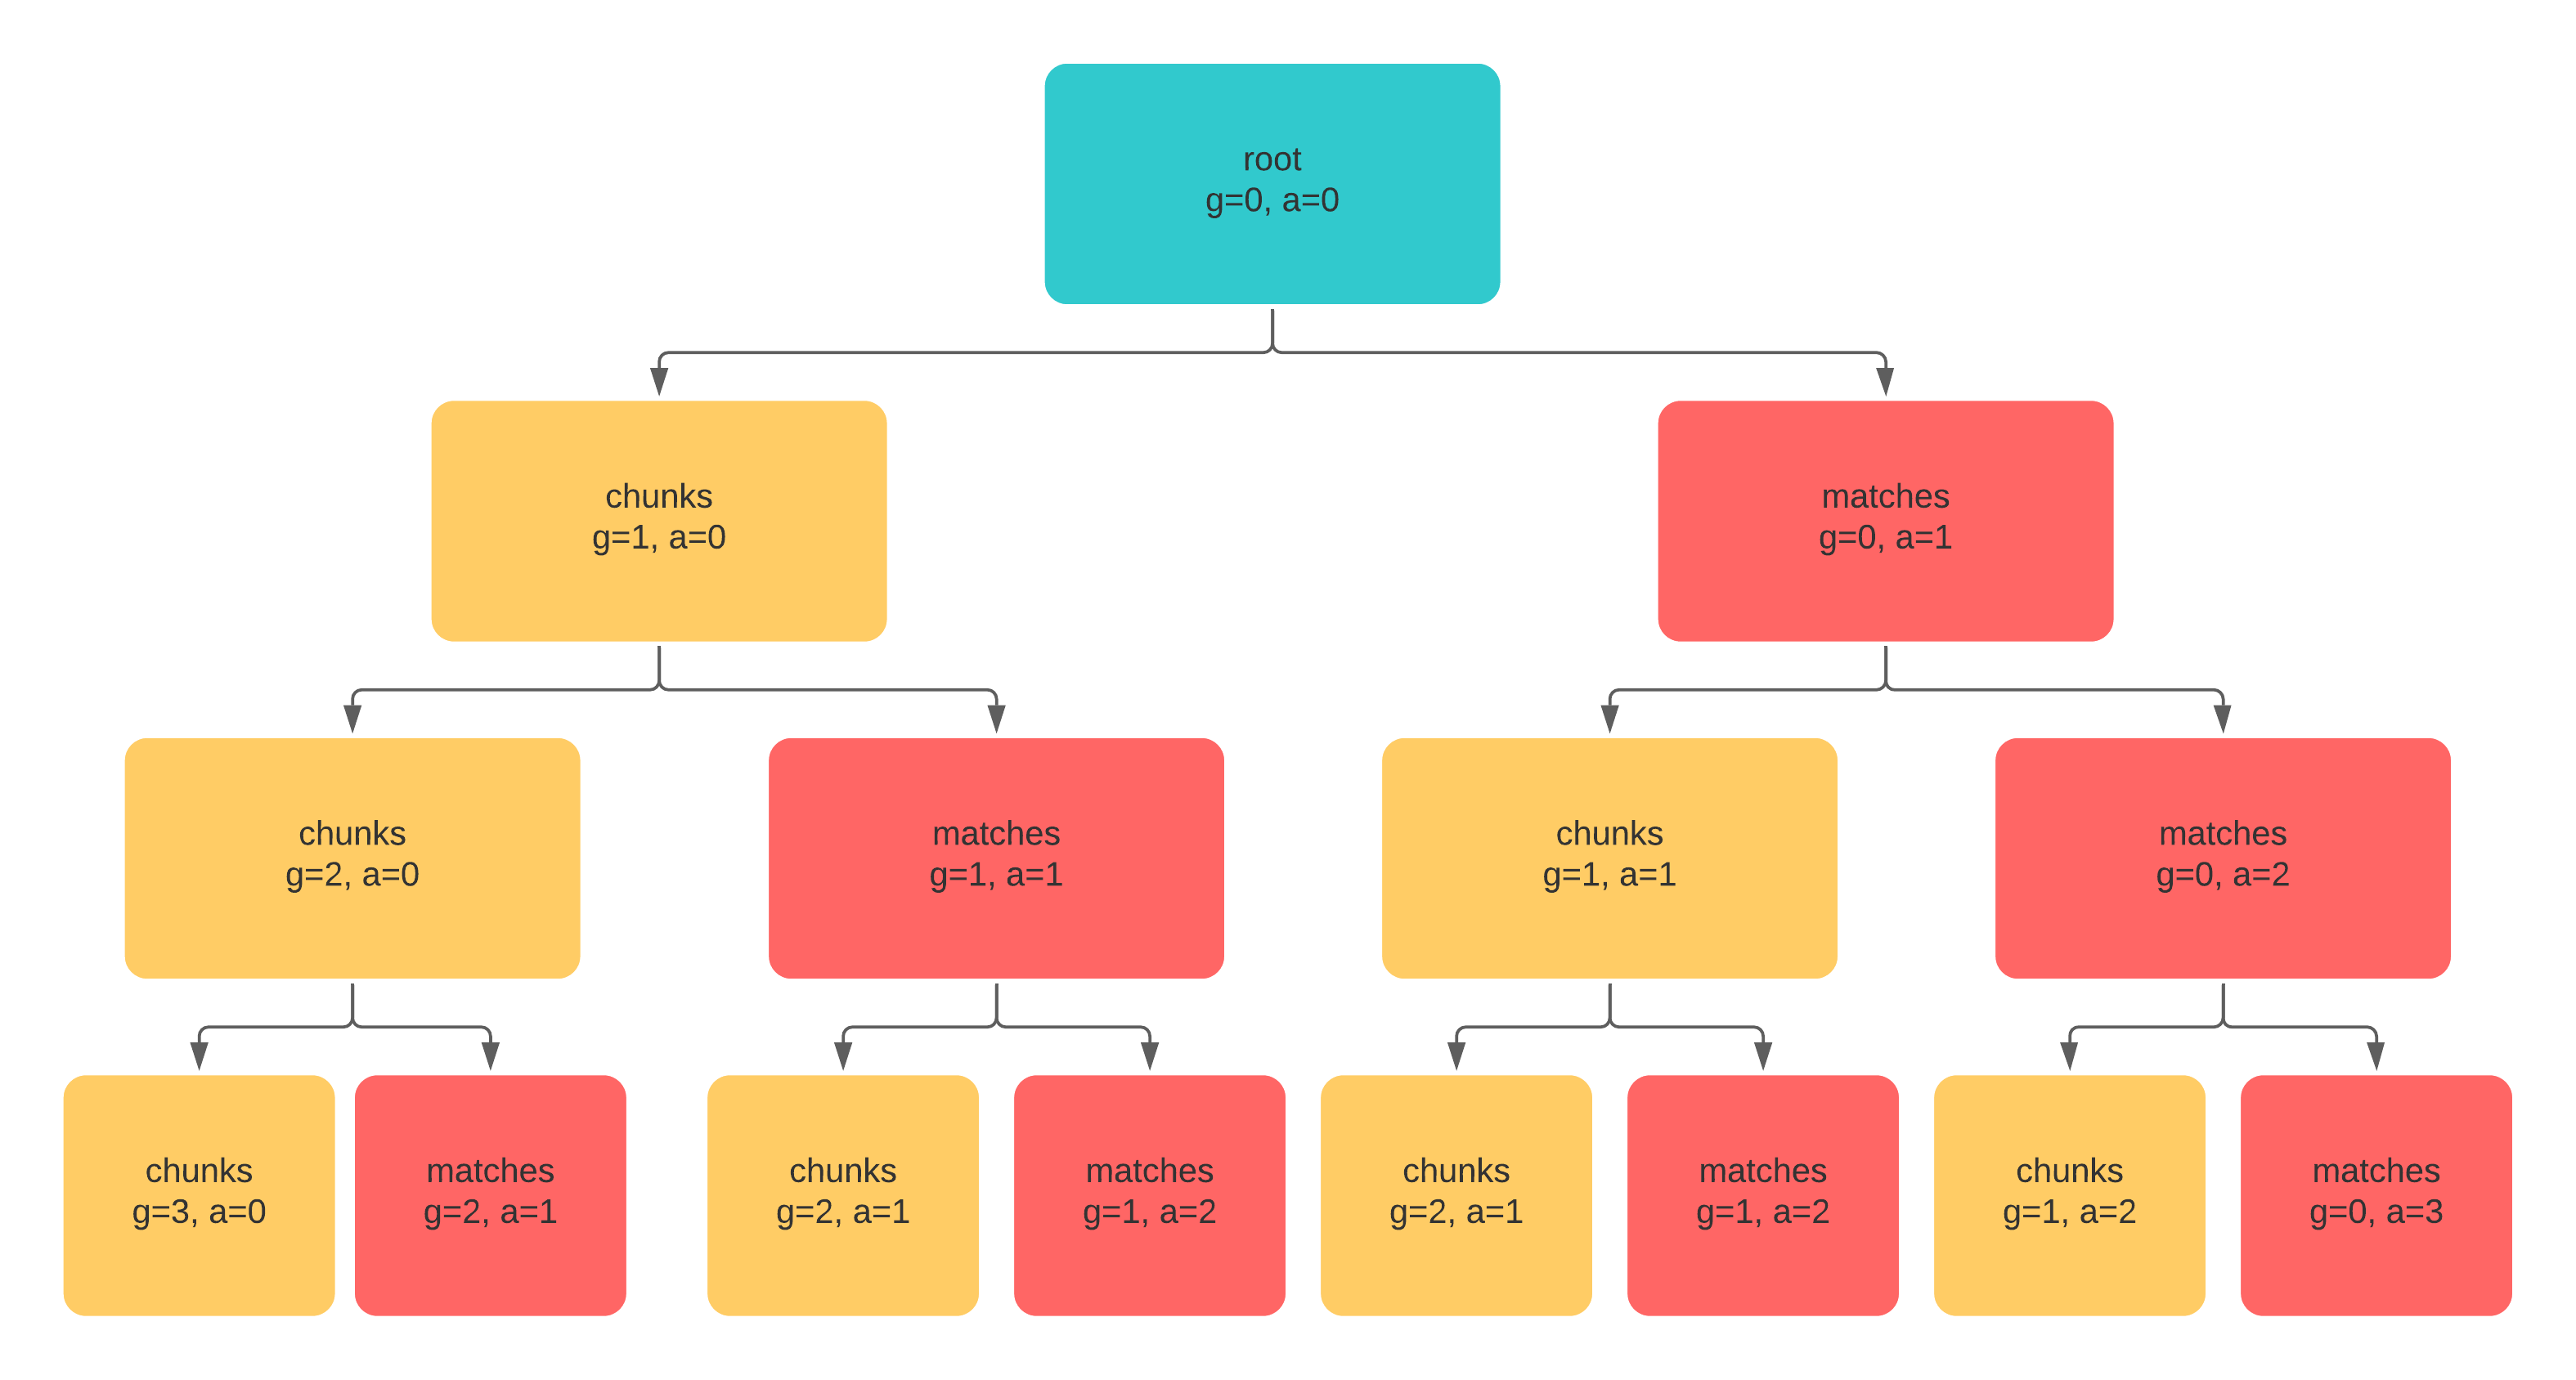 root
g=0, a=0
chunks
g=1, a=0
matches
g=0, a=1
chunks
g=2, a=0
matches
g=1, a=1
chunks
g=1, a=1
matches
g=0, a=2
chunks
g=3, a=0
matches
g=2, a=1
chunks
g=2, a=1
matches
g=1, a=2
chunks
g=2, a=1
matches
g=1, a=2
chunks
g=1, a=2
matches
g=0, a=3